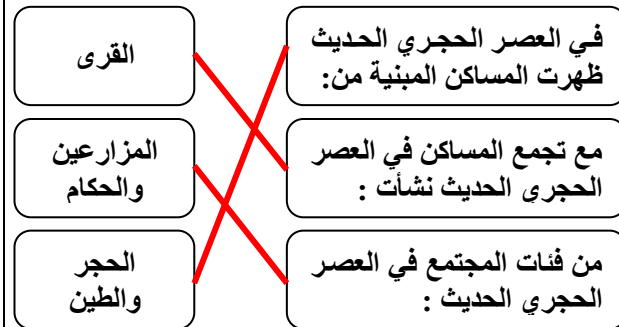 في العصر الحجري الحديث
ظهرت المساكن المبنية من:
القرى
مع تجمع المساكن في العصر
الحجري الحديث نشأت :
المزارعين
والحكام
من فئات المجتمع في العصر
الحجري الحديث :
الحجر
والطين